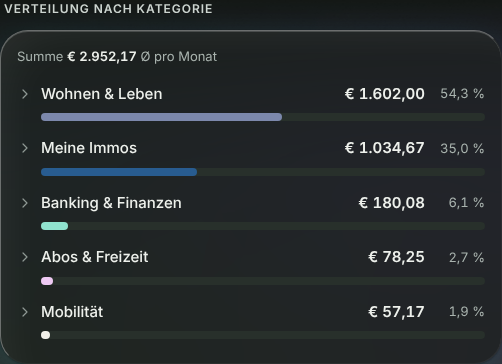 VERTEILUNG NACH KATEGORIE
Summe € 2.952,17 Ø pro Monat
Wohnen & Leben € 1.602,00 54,3 %
Meine Immos € 1.034,67 35,0 %
Banking & Finanzen € 180,08 6,1 %
Abos & Freizeit € 78,25 2,7 %
Mobilität € 57,17 1,9 %